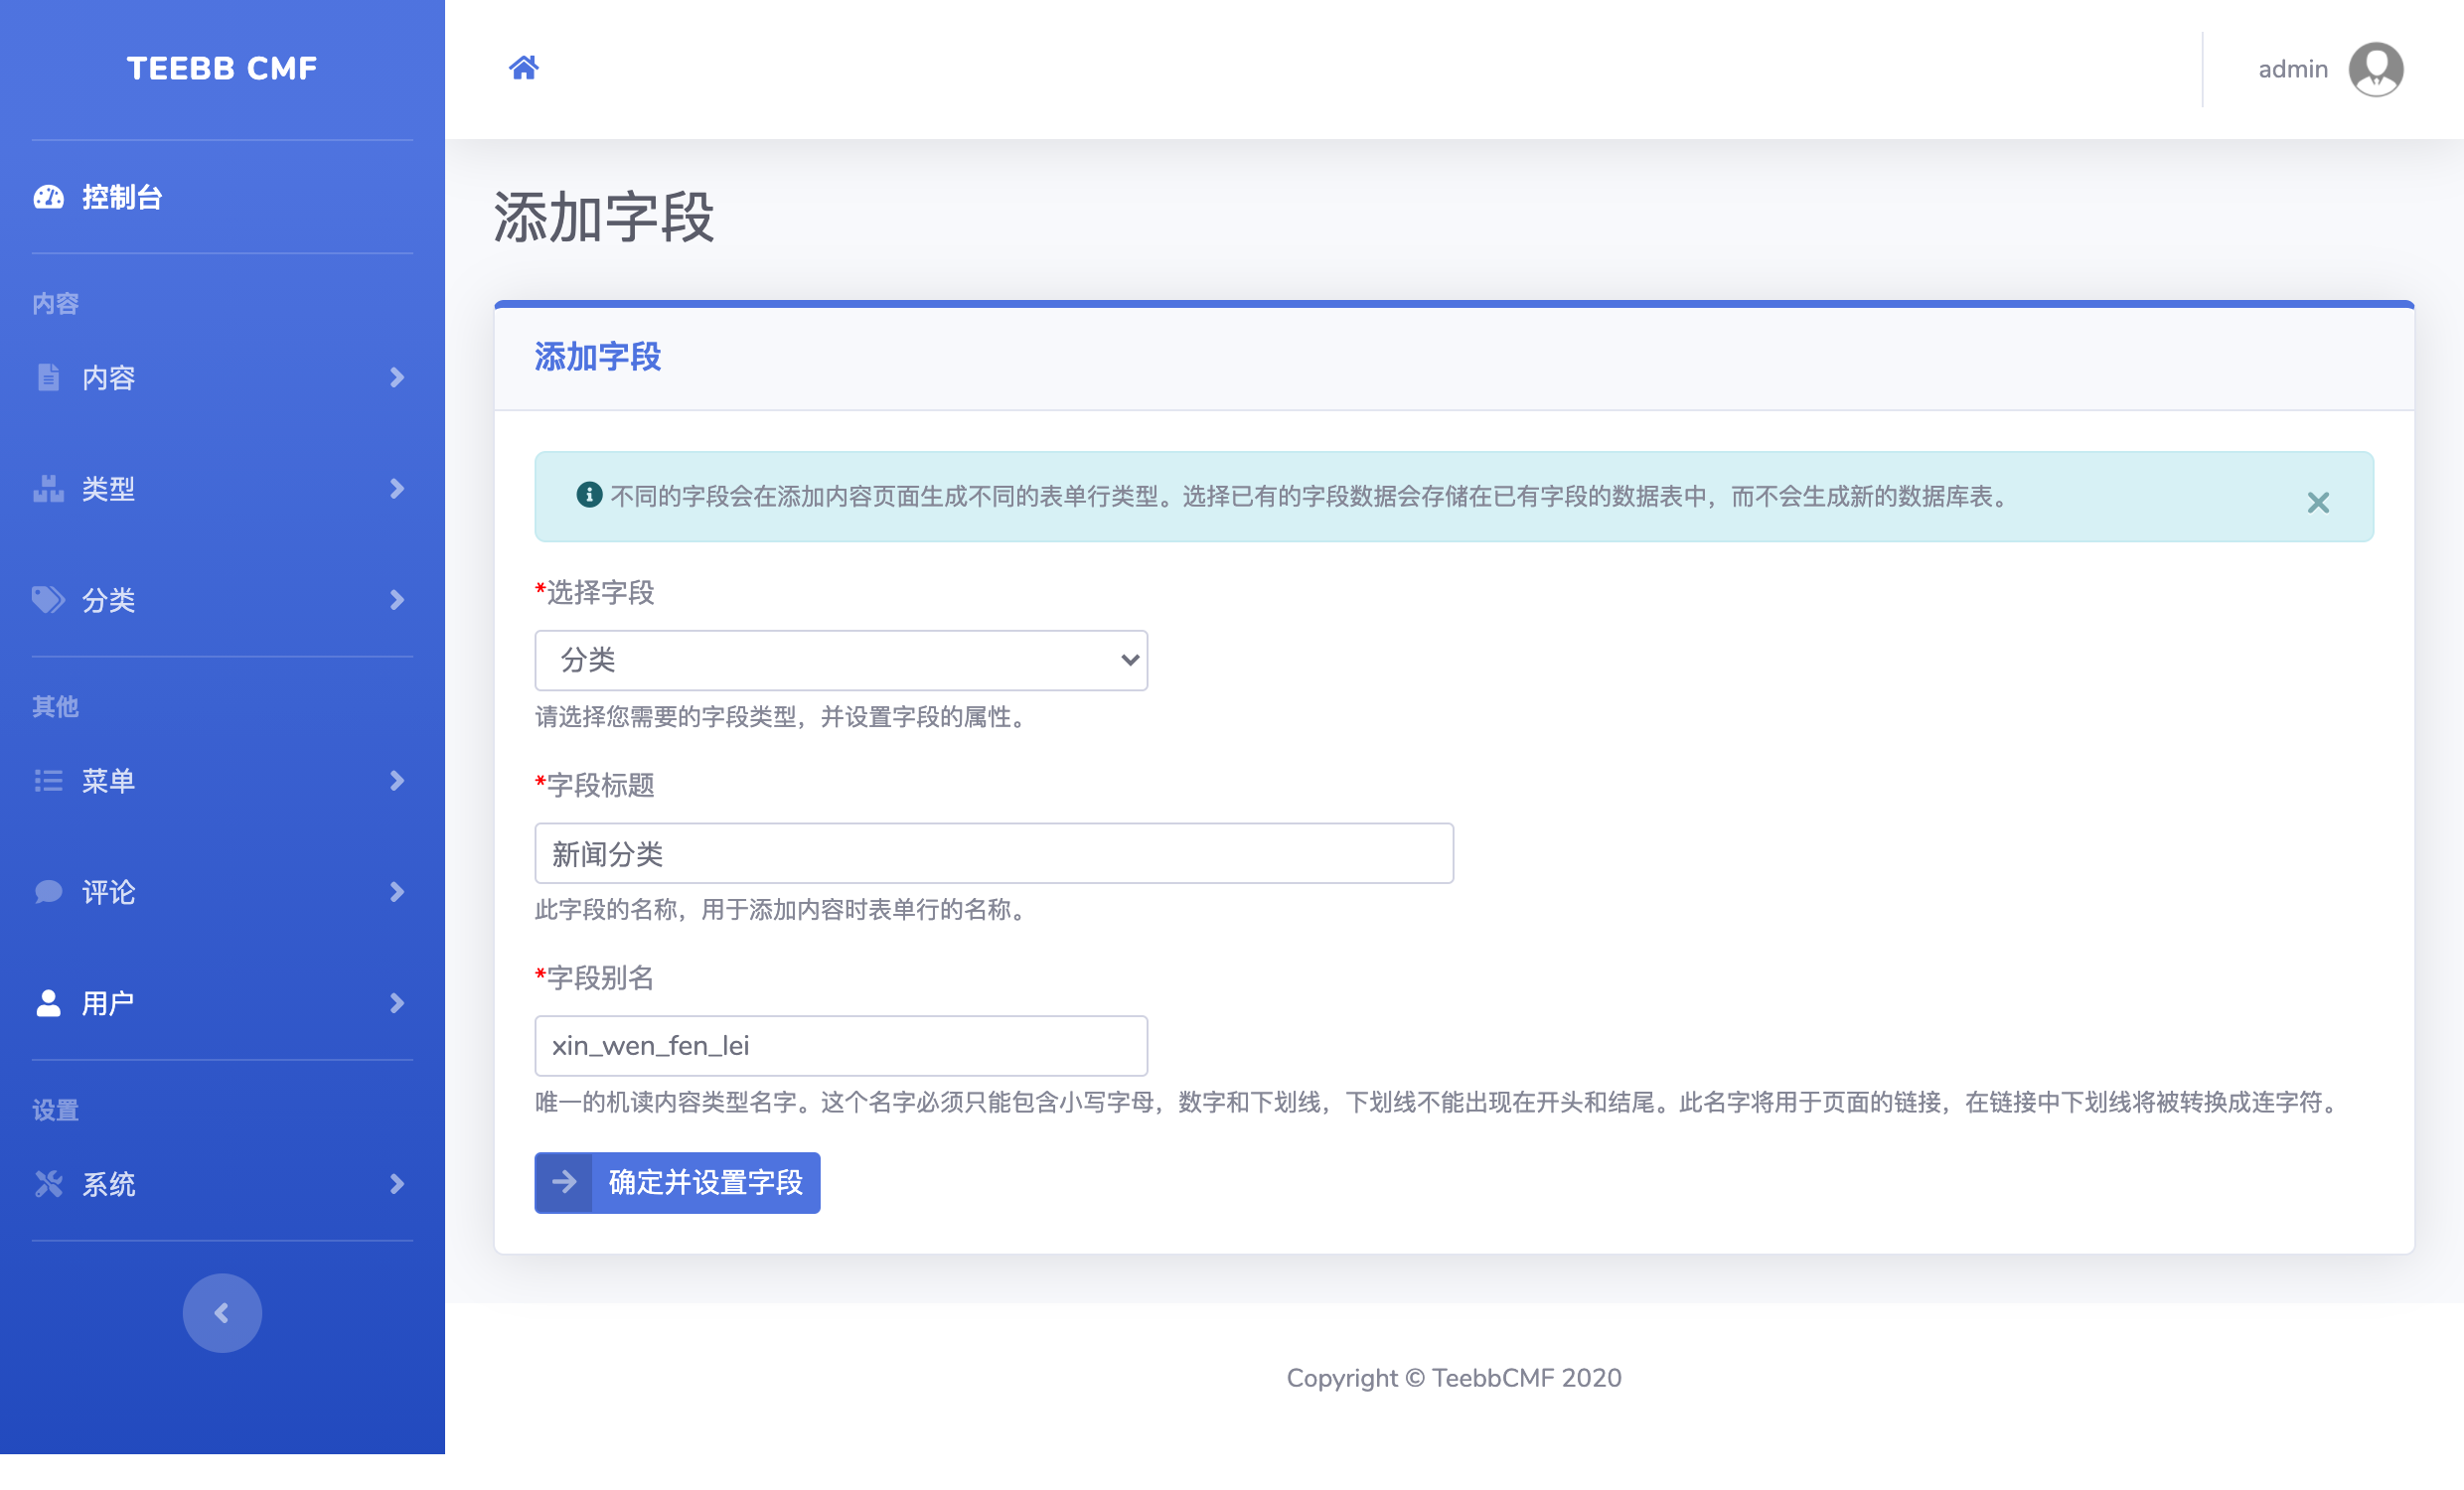 TEEBB CMF
控制台
内容
内容
类型
分类
其他
菜单
评论
用户
设置
系统
admin
添加字段
添加字段
不同的字段会在添加内容页面生成不同的表单行类型。选择已有的字段数据会存储在已有字段的数据表中，而不会生成新的数据库表。
*选择字段
分类
请选择您需要的字段类型，并设置字段的属性。
*字段标题
新闻分类
此字段的名称，用于添加内容时表单行的名称。
*字段别名
xin_wen_fen_lei
唯一的机读内容类型名字。这个名字必须只能包含小写字母，数字和下划线，下划线不能出现在开头和结尾。此名字将用于页面的链接，在链接中下划线将被转换成连字符。
确定并设置字段
Copyright © TeebbCMF 2020